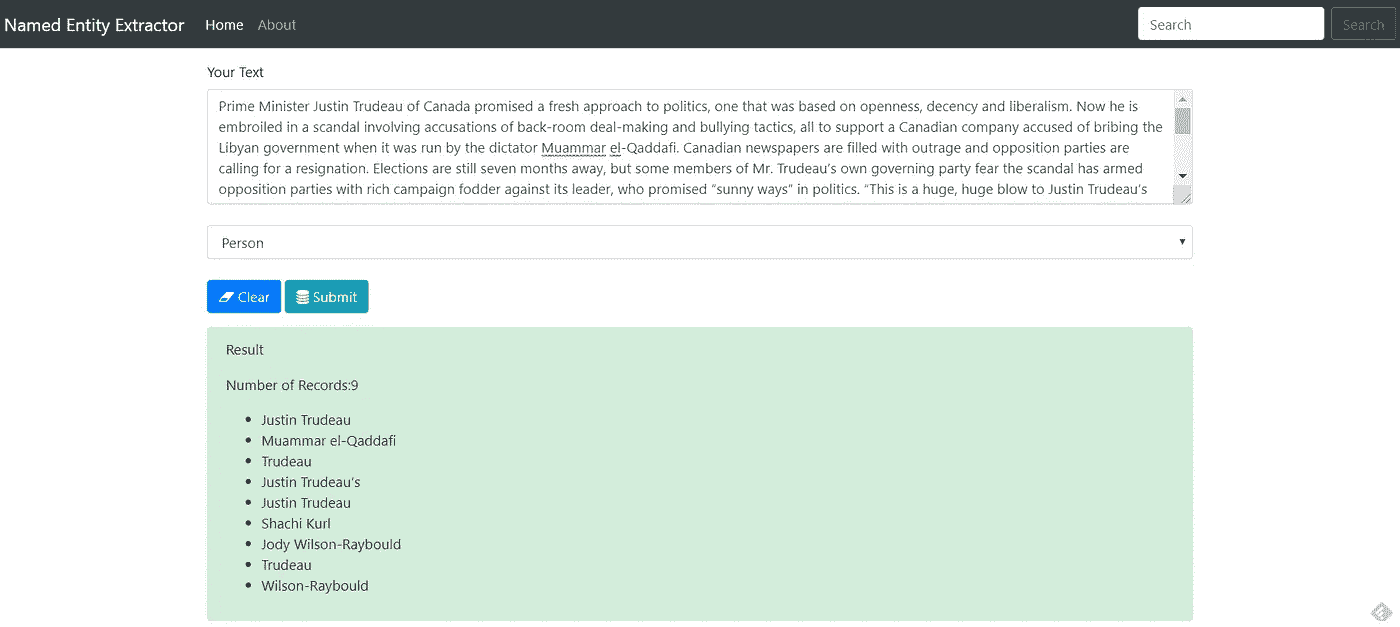 Named Entity Extractor Home About Search Search
Your Text
Prime Minister Justin Trudeau of Canada promised a fresh approach to politics, one that was based on openness, decency and liberalism. Now he is
embroiled in a scandal involving accusations of back-room deal-making and bullying tactics, all to support a Canadian company accused of bribing the
Libyan government when it was run by the dictator Muammar el-Qaddafi. Canadian newspapers are filled with outrage and opposition parties are
calling for a resignation. Elections are still seven months away, but some members of Mr. Trudeau’s own governing party fear the scandal has armed
opposition parties with rich campaign fodder against its leader, who promised “sunny ways” in politics. “This is a huge, huge blow to Justin Trudeau’s
Person
Clear Submit
Result
Number of Records:9
Justin Trudeau
Muammar el-Qaddafi
Trudeau
Justin Trudeau’s
Justin Trudeau
Shachi Kurl
Jody Wilson-Raybould
Trudeau
Wilson-Raybould